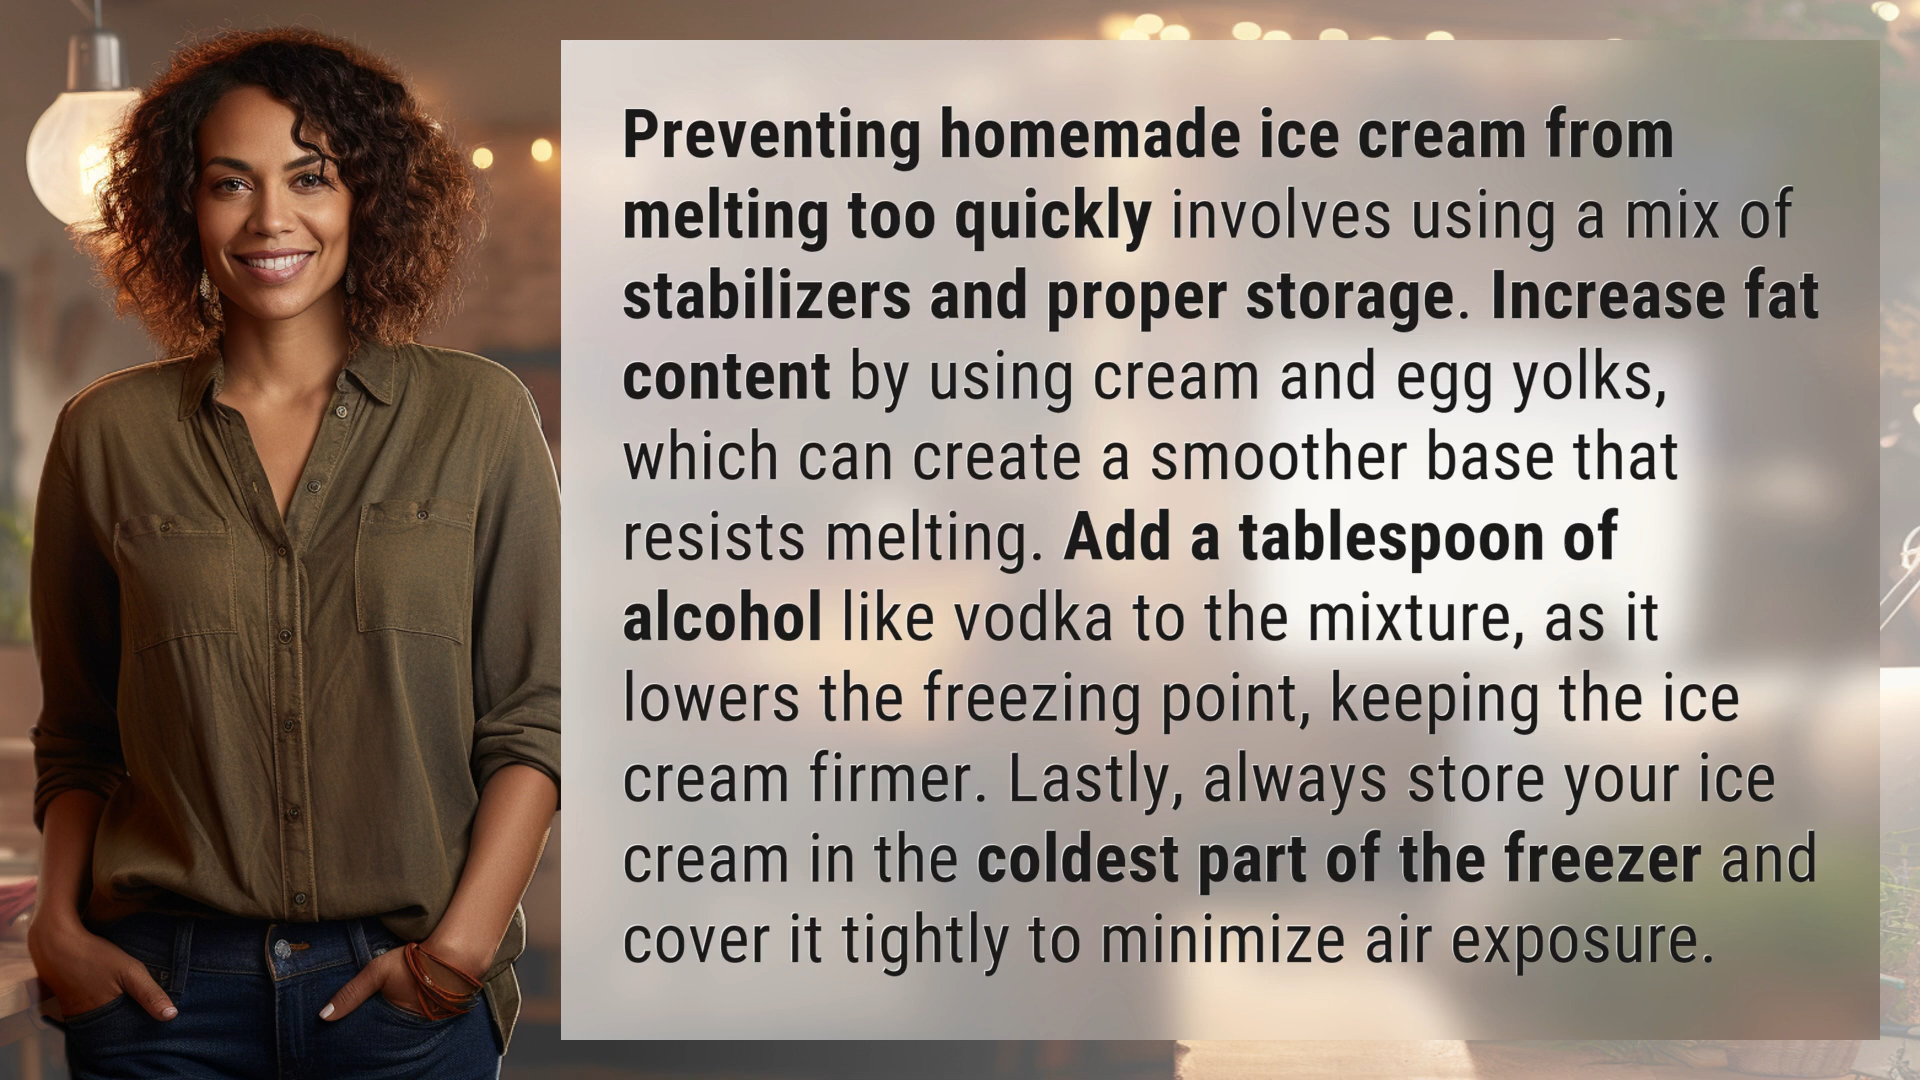 Preventing homemade ice cream from
melting too quickly involves using a mix of
stabilizers and proper storage. Increase fat
content by using cream and egg yolks,
which can create a smoother base that
resists melting. Add a tablespoon of
alcohol like vodka to the mixture, as it
lowers the freezing point, keeping the ice
cream firmer. Lastly, always store your ice
cream in the coldest part of the freezer and
cover it tightly to minimize air exposure.